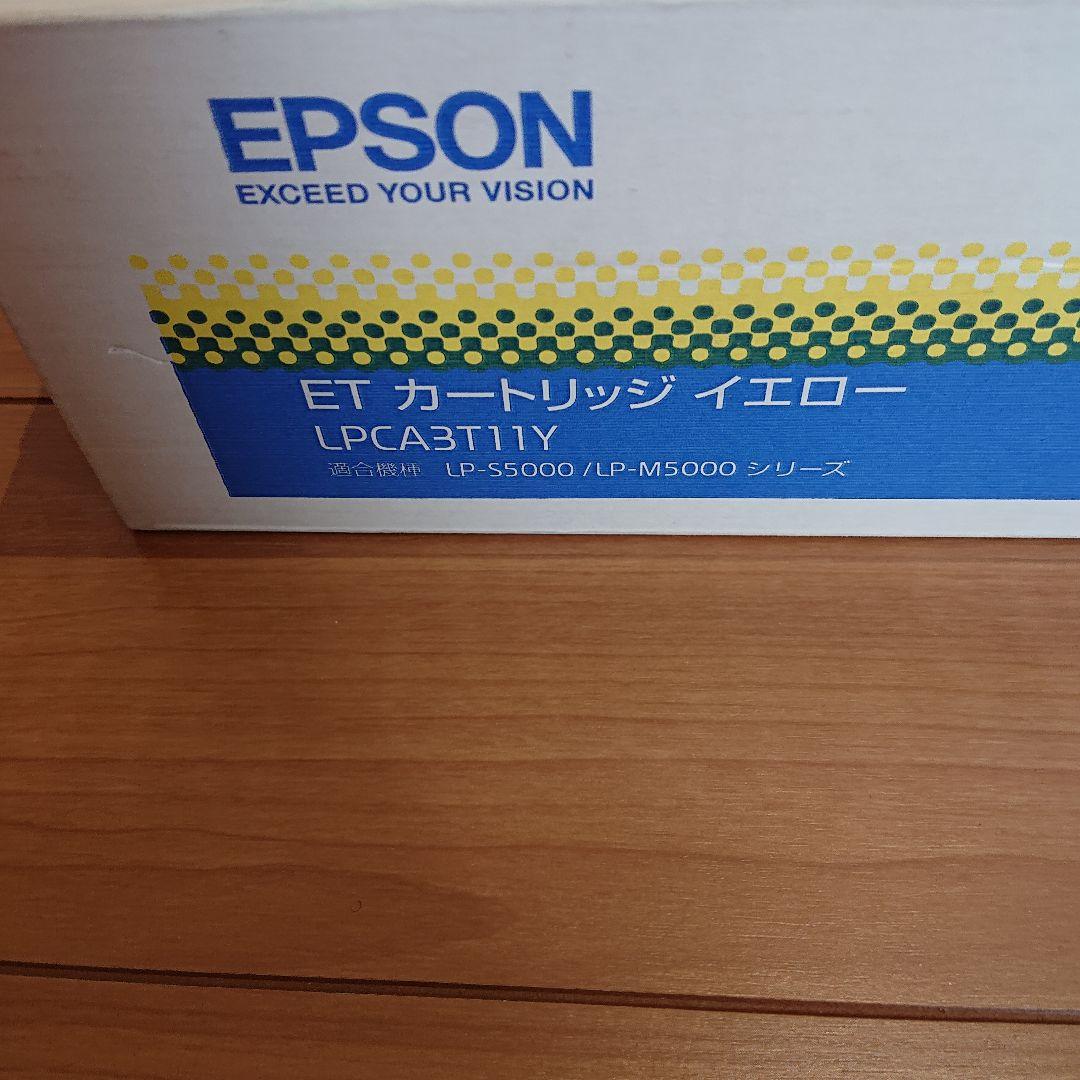 EPSON
EXCEED YOUR VISION
ET カートリッジ イエロー
LPCA3T11Y
適合機種 LP-S5000 /LP-M5000 シリーズ